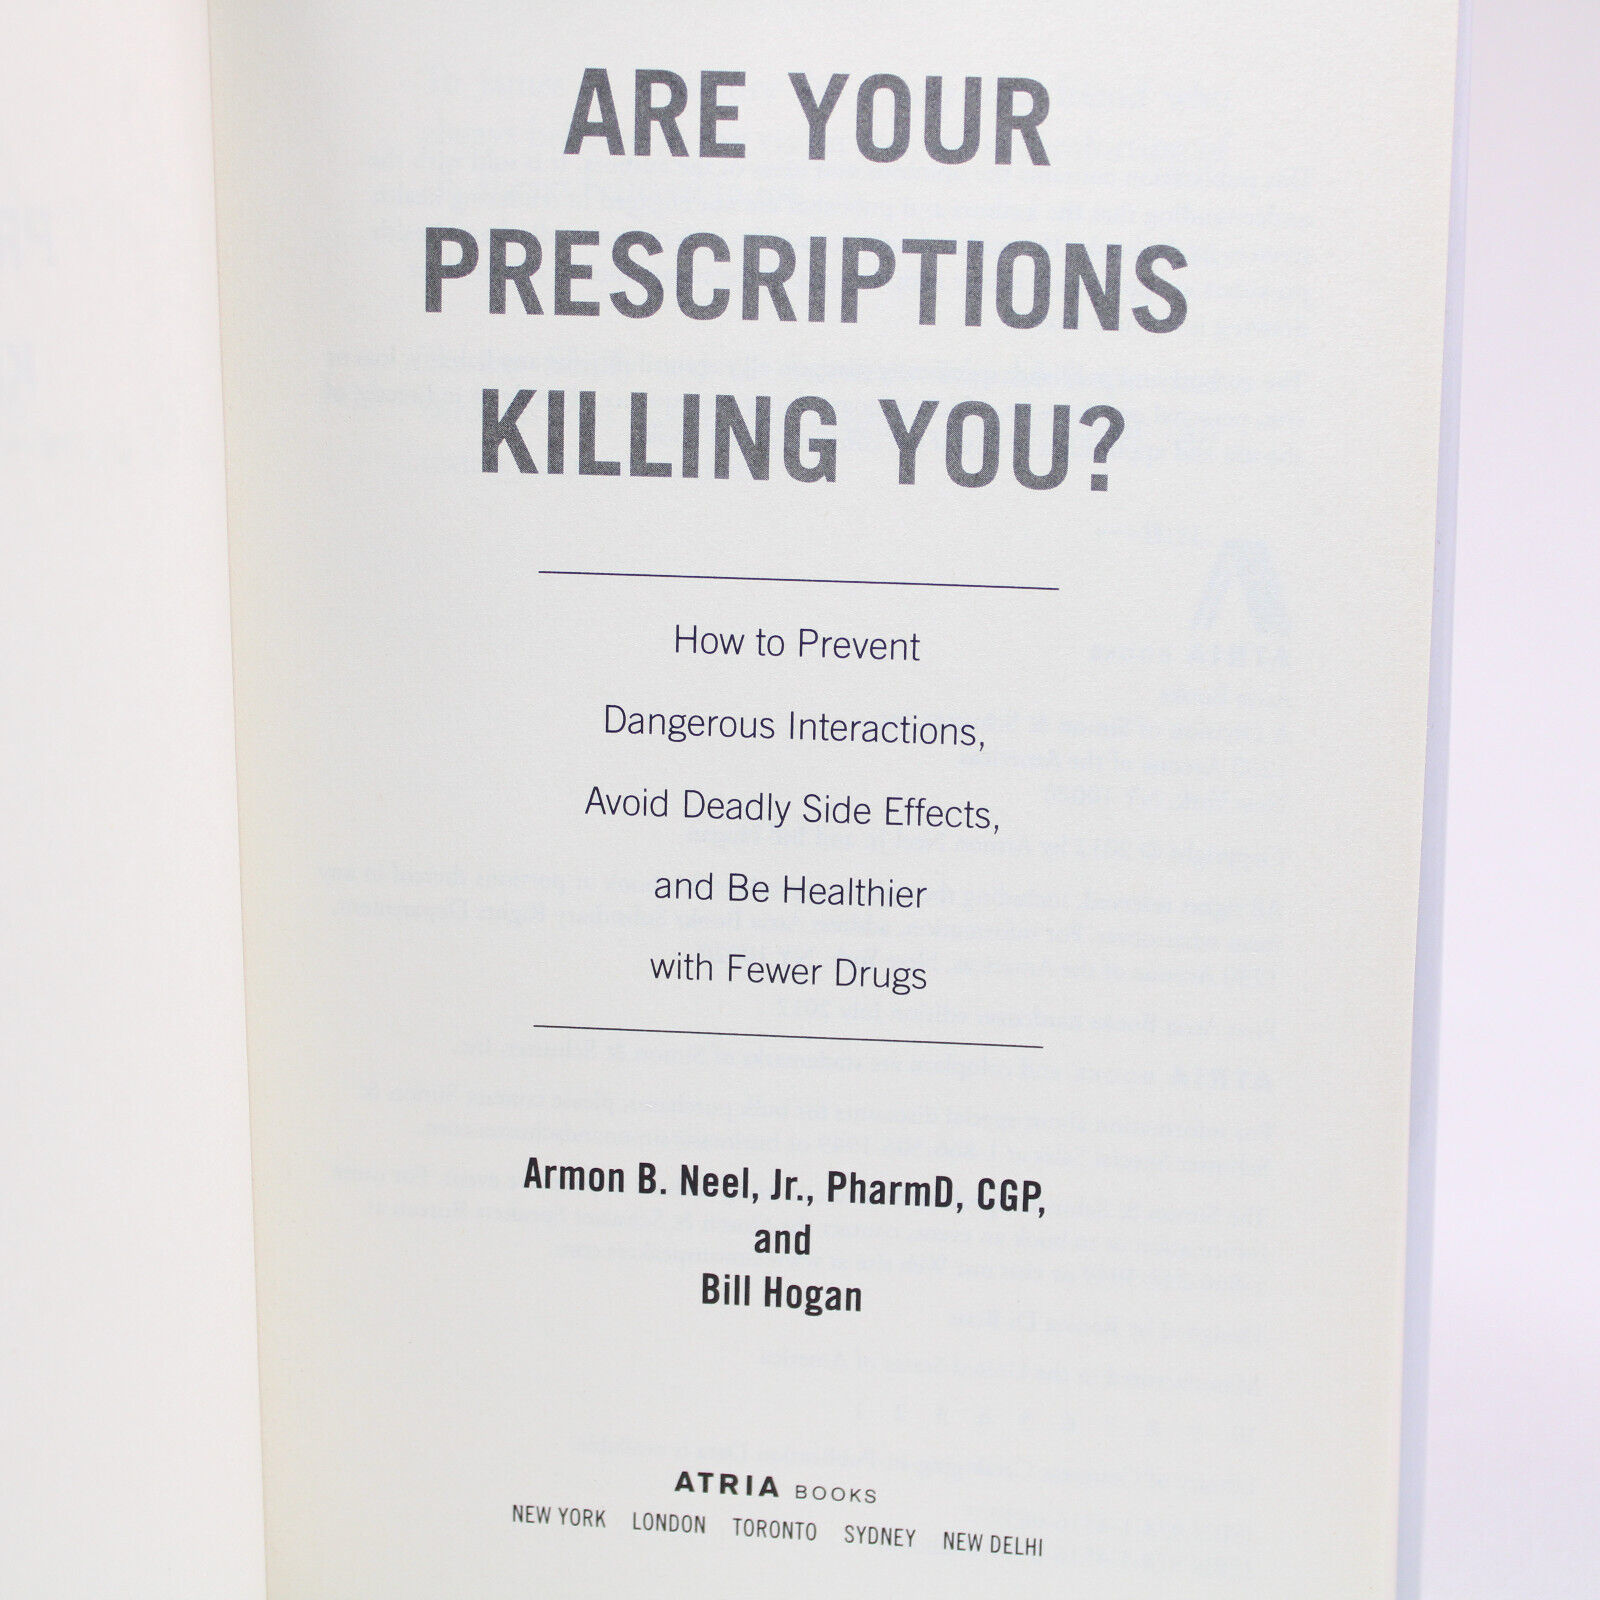 ARE YOUR
PRESCRIPTIONS
KILLING YOU?
How to Prevent
Dangerous Interactions,
Avoid Deadly Side Effects,
and Be Healthier
with Fewer Drugs
Armon B. Neel, Jr., PharmD, CGP,
and
Bill Hogan
ATRIA BOOKS
NEW YORK LONDON TORONTO SYDNEY NEW DELHI